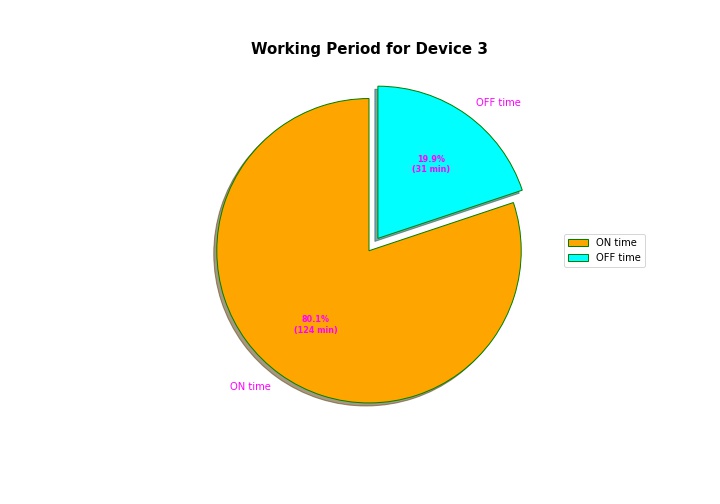 Working Period for Device 3
OFF time
19.9%
(31 min)
ON time
OFF time
80.1%
(124 min)
ON time